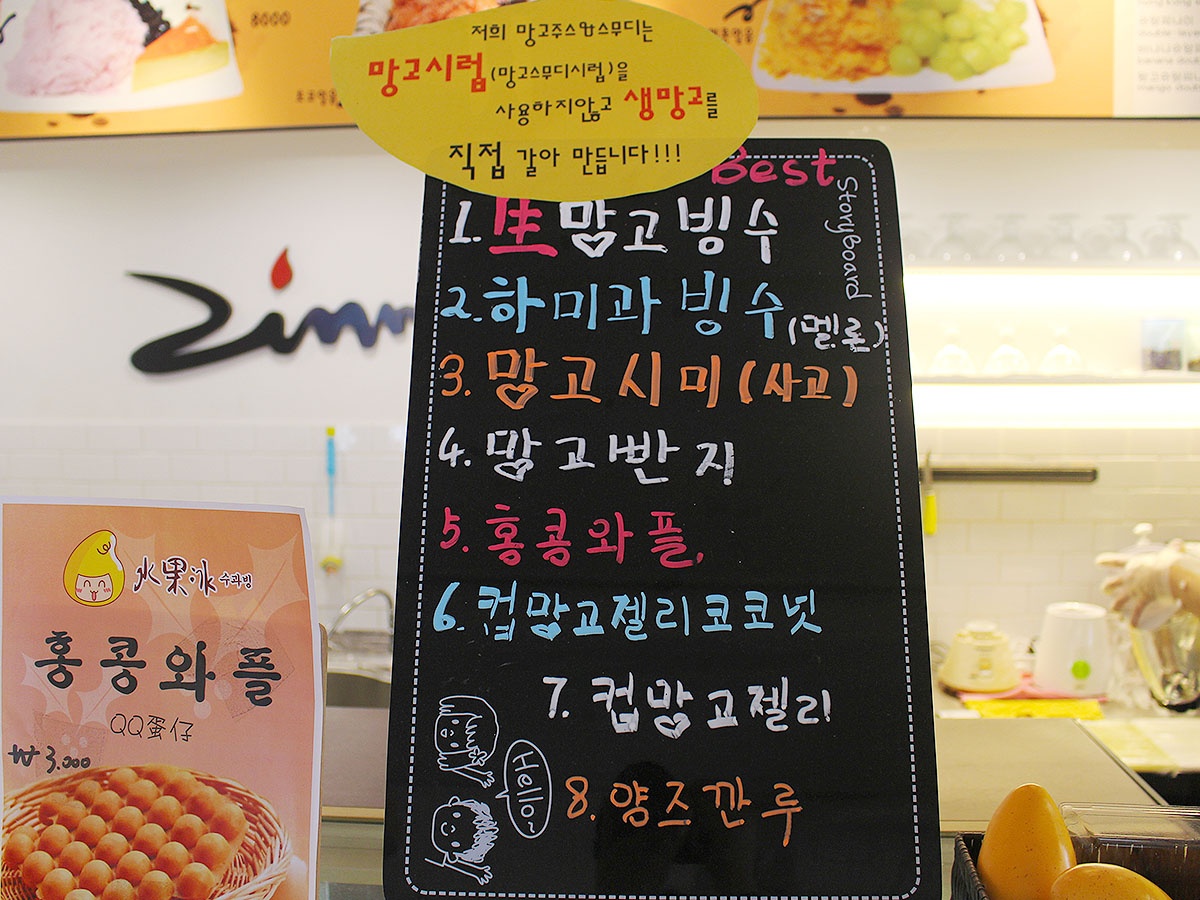 8000
저희 망고주스&스무디는
망고시럽(망고스무디시럽)을
사용하지않고 생망고를
직접 갈아 만듭니다!!!
Best
Storyboard
1. 生망고빙수
2. 하미과빙수(멜론)
3. 망고시미(사고)
4. 망고빤지
5. 홍콩와플.
6. 컵망고젤리코코넛
7. 컵망고젤리
8. 양즈깐루
Hello~
水果冰 수과빙
홍콩와플
QQ蛋仔
₩3,000